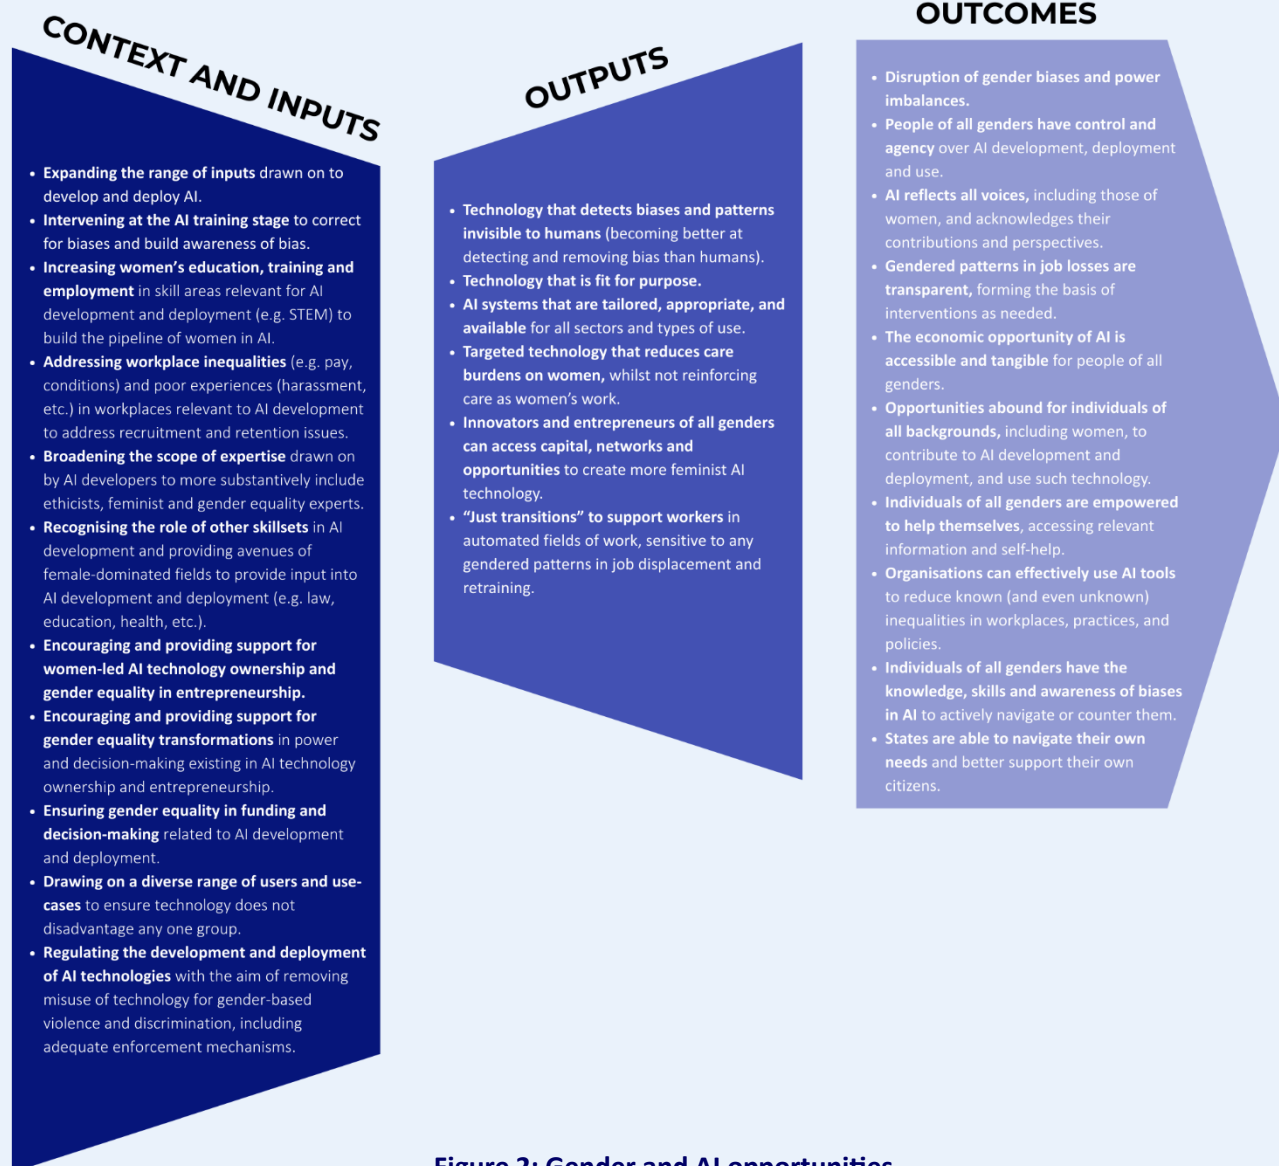 CONTEXT AND INPUTS
• Expanding the range of inputs drawn on to
develop and deploy AI.
• Intervening at the AI training stage to correct
for biases and build awareness of bias.
• Increasing women’s education, training and
employment in skill areas relevant for AI
development and deployment (e.g. STEM) to
build the pipeline of women in AI.
• Addressing workplace inequalities (e.g. pay,
conditions) and poor experiences (harassment,
etc.) in workplaces relevant to AI development
to address recruitment and retention issues.
• Broadening the scope of expertise drawn on
by AI developers to more substantively include
ethicists, feminist and gender equality experts.
• Recognising the role of other skillsets in AI
development and providing avenues of
female-dominated fields to provide input into
AI development and deployment (e.g. law,
education, health, etc.).
• Encouraging and providing support for
women-led AI technology ownership and
gender equality in entrepreneurship.
• Encouraging and providing support for
gender equality transformations in power
and decision-making existing in AI technology
ownership and entrepreneurship.
• Ensuring gender equality in funding and
decision-making related to AI development
and deployment.
• Drawing on a diverse range of users and use-
cases to ensure technology does not
disadvantage any one group.
• Regulating the development and deployment
of AI technologies with the aim of removing
misuse of technology for gender-based
violence and discrimination, including
adequate enforcement mechanisms.
OUTPUTS
• Technology that detects biases and patterns
invisible to humans (becoming better at
detecting and removing bias than humans).
• Technology that is fit for purpose.
• AI systems that are tailored, appropriate, and
available for all sectors and types of use.
• Targeted technology that reduces care
burdens on women, whilst not reinforcing
care as women’s work.
• Innovators and entrepreneurs of all genders
can access capital, networks and
opportunities to create more feminist AI
technology.
• “Just transitions” to support workers in
automated fields of work, sensitive to any
gendered patterns in job displacement and
retraining.
OUTCOMES
• Disruption of gender biases and power
imbalances.
• People of all genders have control and
agency over AI development, deployment
and use.
• AI reflects all voices, including those of
women, and acknowledges their
contributions and perspectives.
• Gendered patterns in job losses are
transparent, forming the basis of
interventions as needed.
• The economic opportunity of AI is
accessible and tangible for people of all
genders.
• Opportunities abound for individuals of
all backgrounds, including women, to
contribute to AI development and
deployment, and use such technology.
• Individuals of all genders are empowered
to help themselves, accessing relevant
information and self-help.
• Organisations can effectively use AI tools
to reduce known (and even unknown)
inequalities in workplaces, practices, and
policies.
• Individuals of all genders have the
knowledge, skills and awareness of biases
in AI to actively navigate or counter them.
• States are able to navigate their own
needs and better support their own
citizens.
Figure 2: Gender and AI opportunities